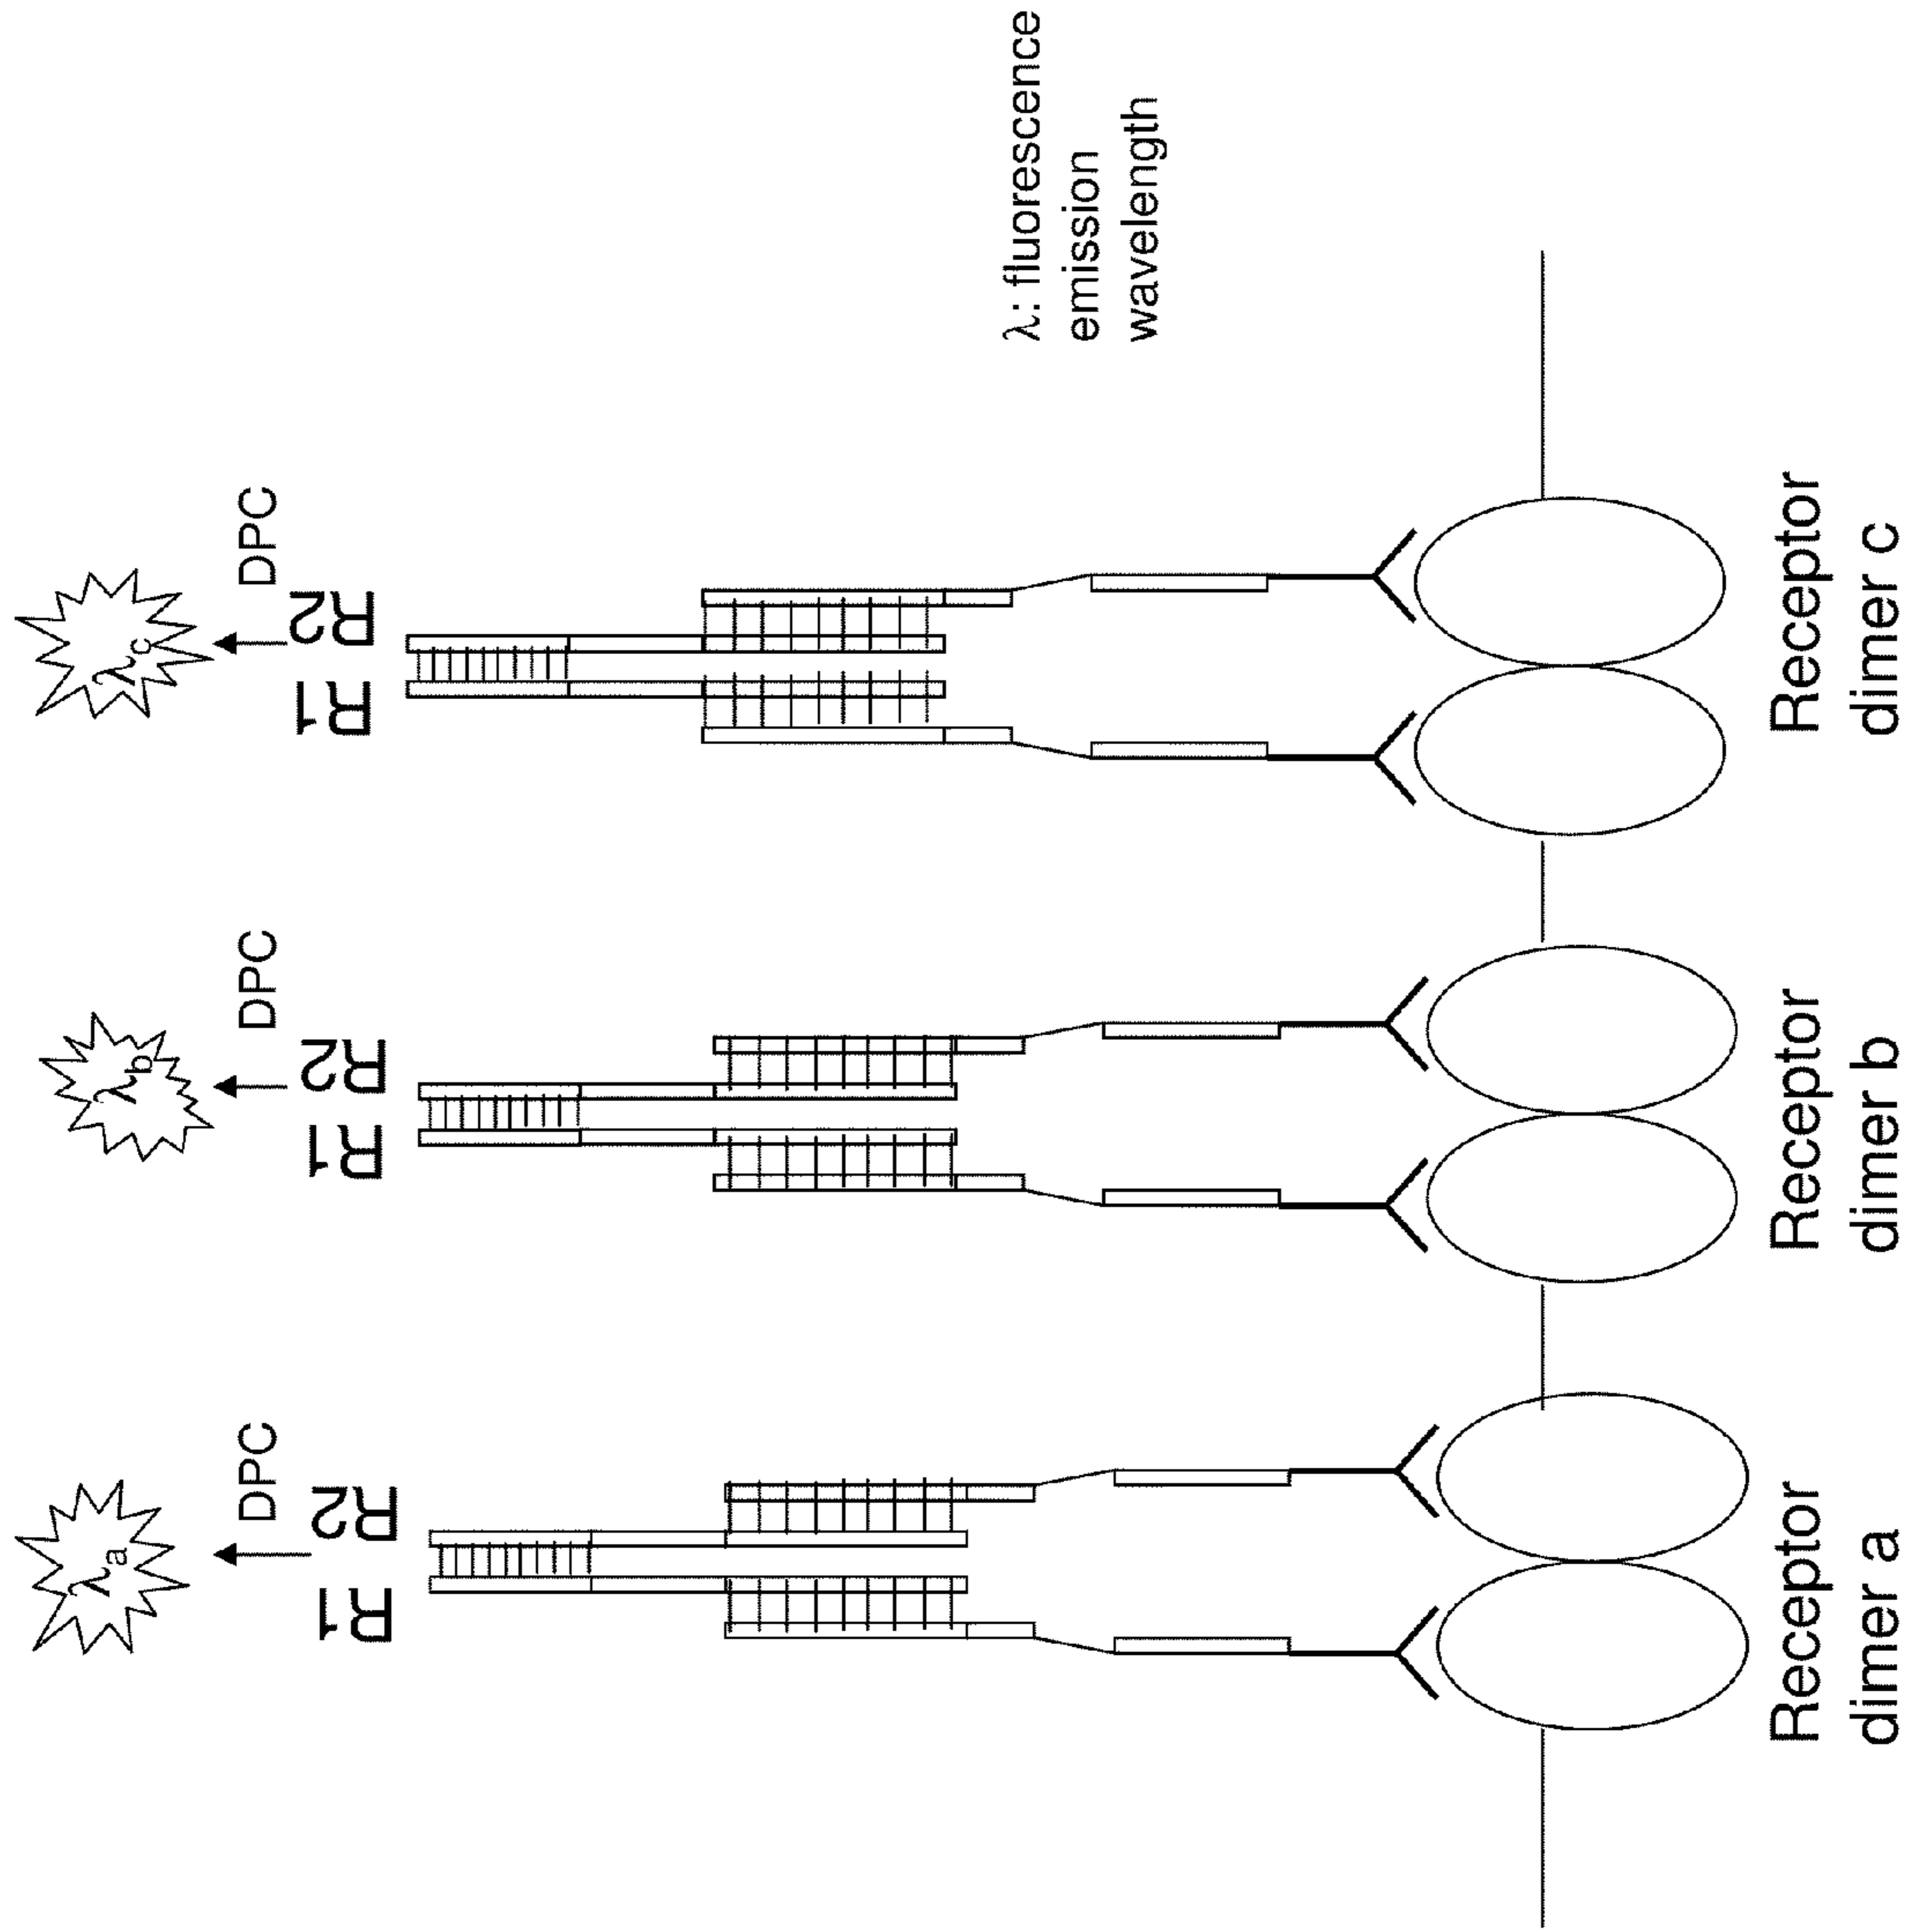 λa
λb
λc
DPC
DPC
DPC
R1 R2
R1 R2
R1 R2
λ: fluorescence
emission
wavelength
Receptor
dimer a
Receptor
dimer b
Receptor
dimer c